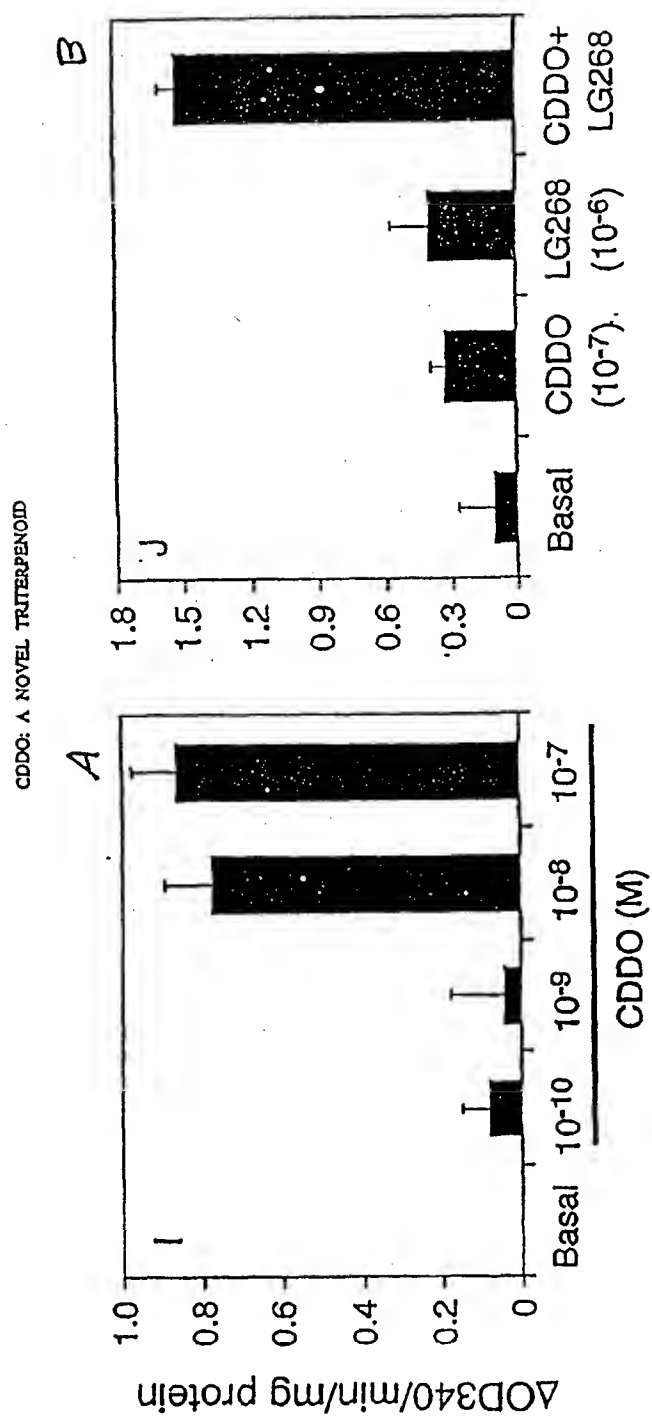 CDDO: A NOVEL TRITERPENOID
A
I
ΔOD340/min/mg protein
1.0
0.8
0.6
0.4
0.2
0
Basal 10-10 10-9 10-8 10-7
CDDO (M)
B
J
1.8
1.5
1.2
0.9
0.6
0.3
0
Basal CDDO LG268 CDDO+
(10-7). (10-6) LG268